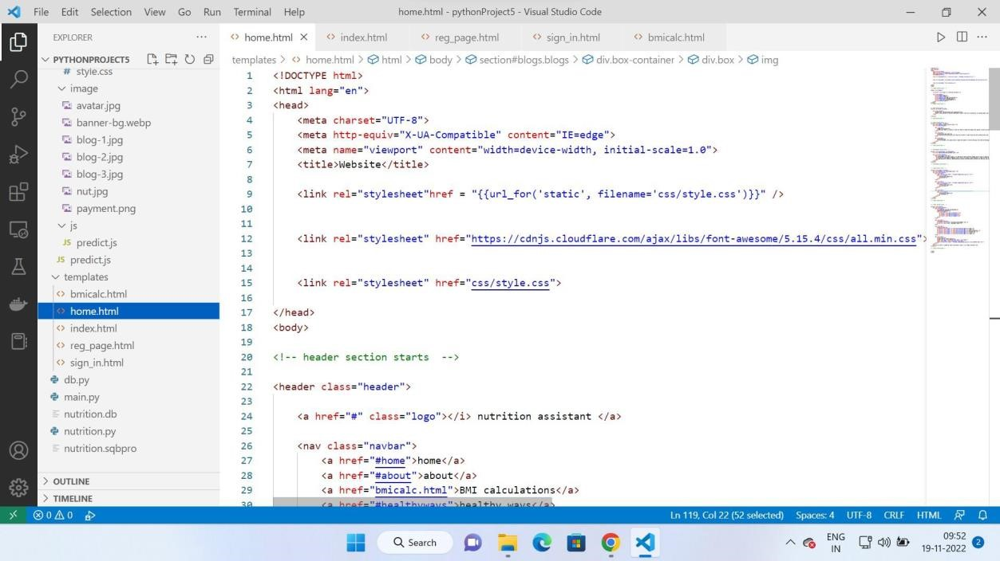 File Edit Selection View Go Run Terminal Help home.html - pythonProject5 - Visual Studio Code
EXPLORER ···
home.html index.html reg_page.html sign_in.html bmicalc.html
PYTHONPROJECT5
templates > home.html > html > body > section#blogs.blogs > div.box-container > div.box > img
# style.css
image
avatar.jpg
banner-bg.webp
blog-1.jpg
blog-2.jpg
blog-3.jpg
nut.jpg
payment.png
js
JS predict.js
JS predict.js
templates
bmicalc.html
home.html
index.html
reg_page.html
sign_in.html
db.py
main.py
nutrition.db
nutrition.py
nutrition.sqbpro
OUTLINE
TIMELINE
1 <!DOCTYPE html>
2 <html lang="en">
3 <head>
4 <meta charset="UTF-8">
5 <meta http-equiv="X-UA-Compatible" content="IE=edge">
6 <meta name="viewport" content="width=device-width, initial-scale=1.0">
7 <title>Website</title>
8
9 <link rel="stylesheet"href = "{{url_for('static', filename='css/style.css')}}" />
10
11
12 <link rel="stylesheet" href="https://cdnjs.cloudflare.com/ajax/libs/font-awesome/5.15.4/css/all.min.css">
13
14
15 <link rel="stylesheet" href="css/style.css">
16
17 </head>
18 <body>
19
20 <!-- header section starts  -->
21
22 <header class="header">
23
24 <a href="#" class="logo"></i> nutrition assistant </a>
25
26 <nav class="navbar">
27 <a href="#home">home</a>
28 <a href="#about">about</a>
29 <a href="bmicalc.html">BMI calculations</a>
30 <a href="#healthyways">healthy ways</a>
0 0 Ln 119, Col 22 (52 selected) Spaces: 4 UTF-8 CRLF HTML
Search ENG IN 09:52 19-11-2022 2